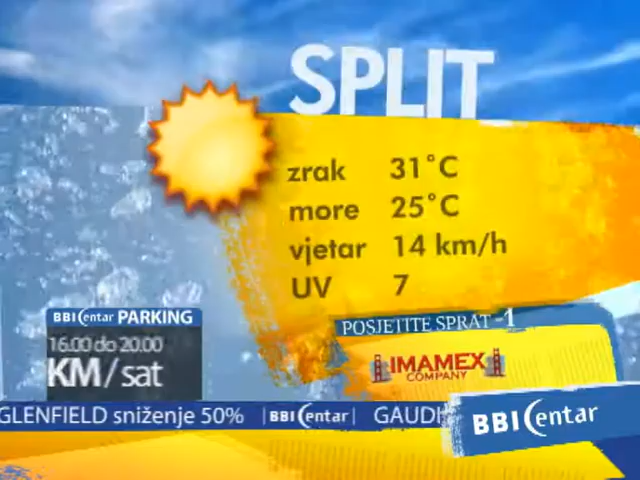 SPLIT
zrak 31°C
more 25°C
vjetar 14 km/h
UV 7
BBI Centar PARKING
16.00 do 20.00
KM/sat
POSJETITE SPRAT -1
IMAMEX
COMPANY
GLENFIELD sniženje 50% |BBI Centar| GAUDI
BBI Centar